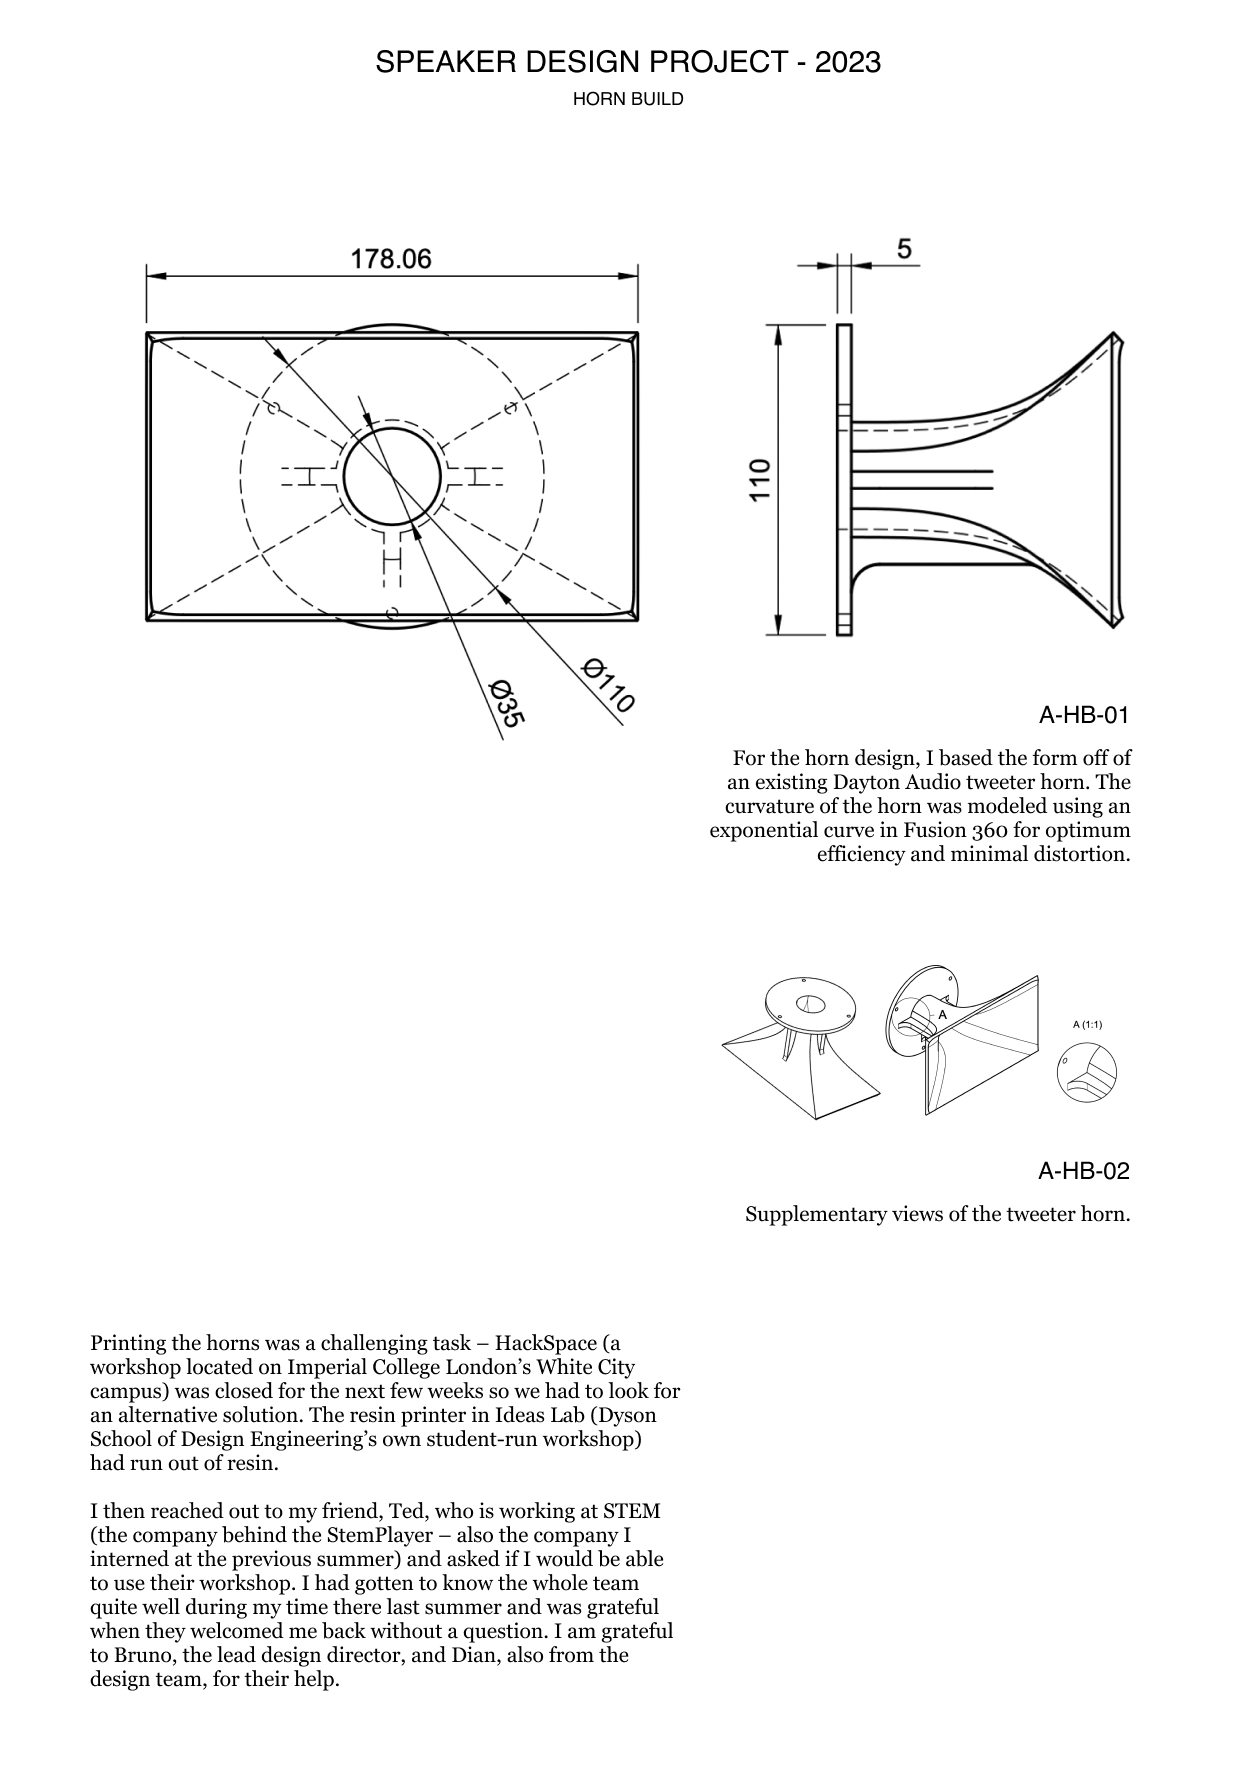 SPEAKER DESIGN PROJECT - 2023
HORN BUILD
178.06
5
110
Ø35
Ø110
A-HB-01
For the horn design, I based the form off of
an existing Dayton Audio tweeter horn. The
curvature of the horn was modeled using an
exponential curve in Fusion 360 for optimum
efficiency and minimal distortion.
A
A (1:1)
A-HB-02
Supplementary views of the tweeter horn.
Printing the horns was a challenging task – HackSpace (a
workshop located on Imperial College London’s White City
campus) was closed for the next few weeks so we had to look for
an alternative solution. The resin printer in Ideas Lab (Dyson
School of Design Engineering’s own student-run workshop)
had run out of resin.
I then reached out to my friend, Ted, who is working at STEM
(the company behind the StemPlayer – also the company I
interned at the previous summer) and asked if I would be able
to use their workshop. I had gotten to know the whole team
quite well during my time there last summer and was grateful
when they welcomed me back without a question. I am grateful
to Bruno, the lead design director, and Dian, also from the
design team, for their help.